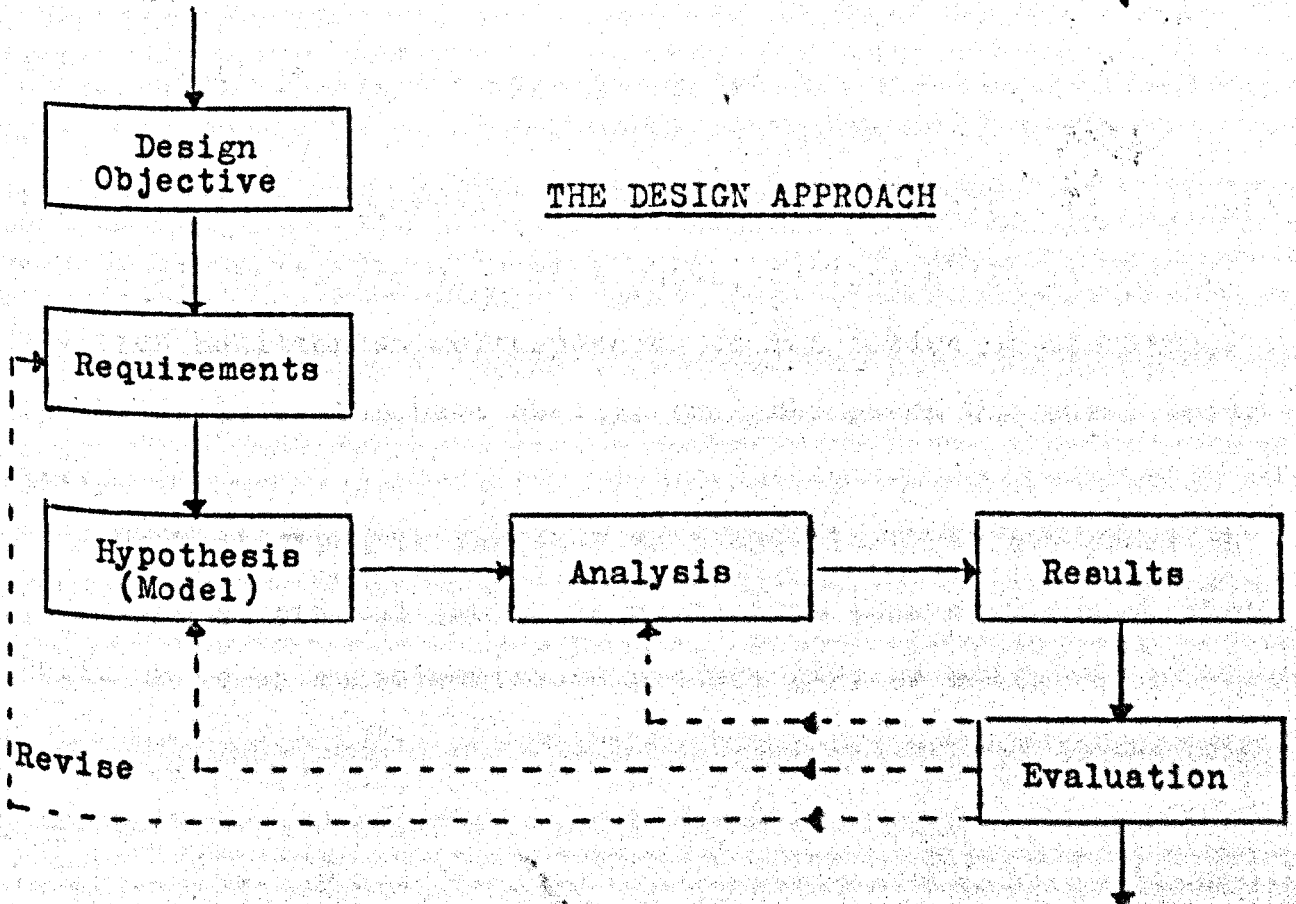 Design
Objective
THE DESIGN APPROACH
Requirements
Hypothesis
(Model)
Analysis
Results
Revise
Evaluation